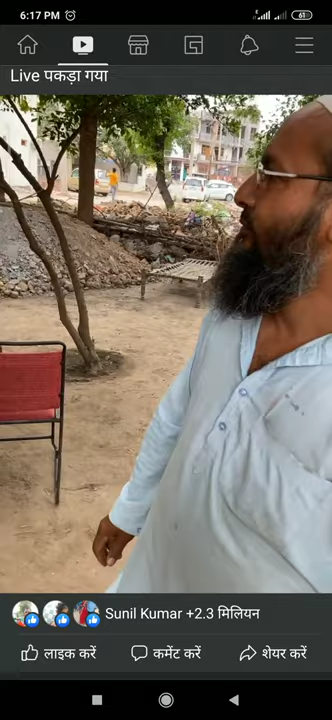 6:17 PM
61
Live पकड़ा गया
Sunil Kumar +2.3 मिलियन
लाइक करें
कमेंट करें
शेयर करें